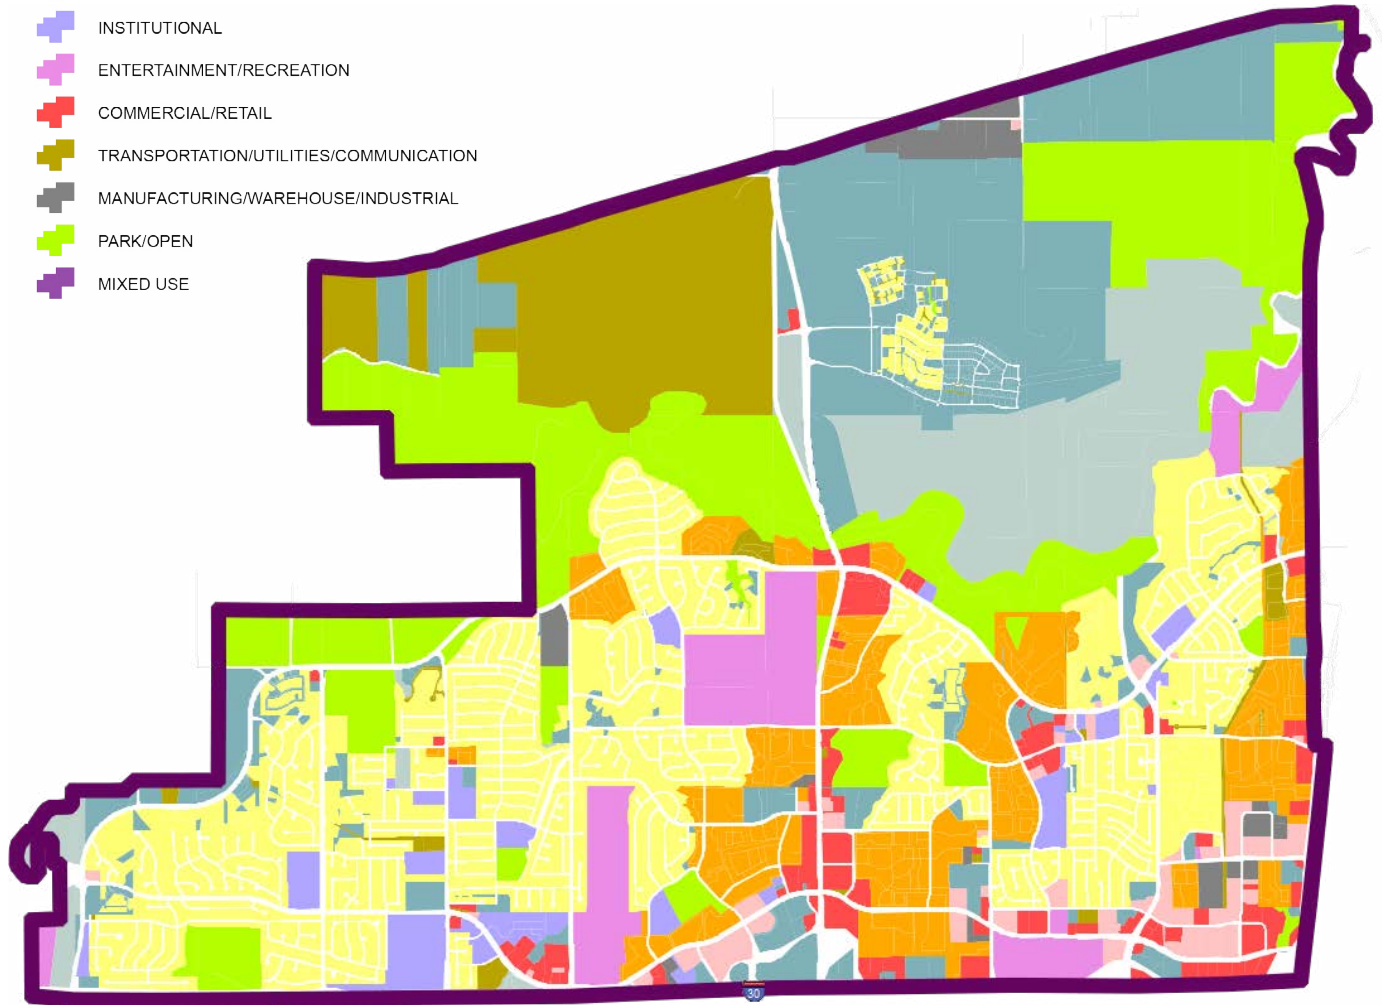 INSTITUTIONAL
ENTERTAINMENT/RECREATION
COMMERCIAL/RETAIL
TRANSPORTATION/UTILITIES/COMMUNICATION
MANUFACTURING/WAREHOUSE/INDUSTRIAL
PARK/OPEN
MIXED USE
30